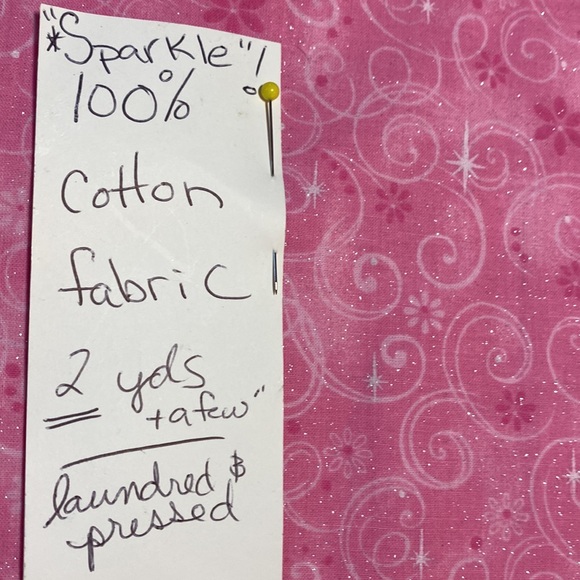 "*Sparkle"!
100%
Cotton
fabric
2 yds
+ a few"
laundred &
pressed